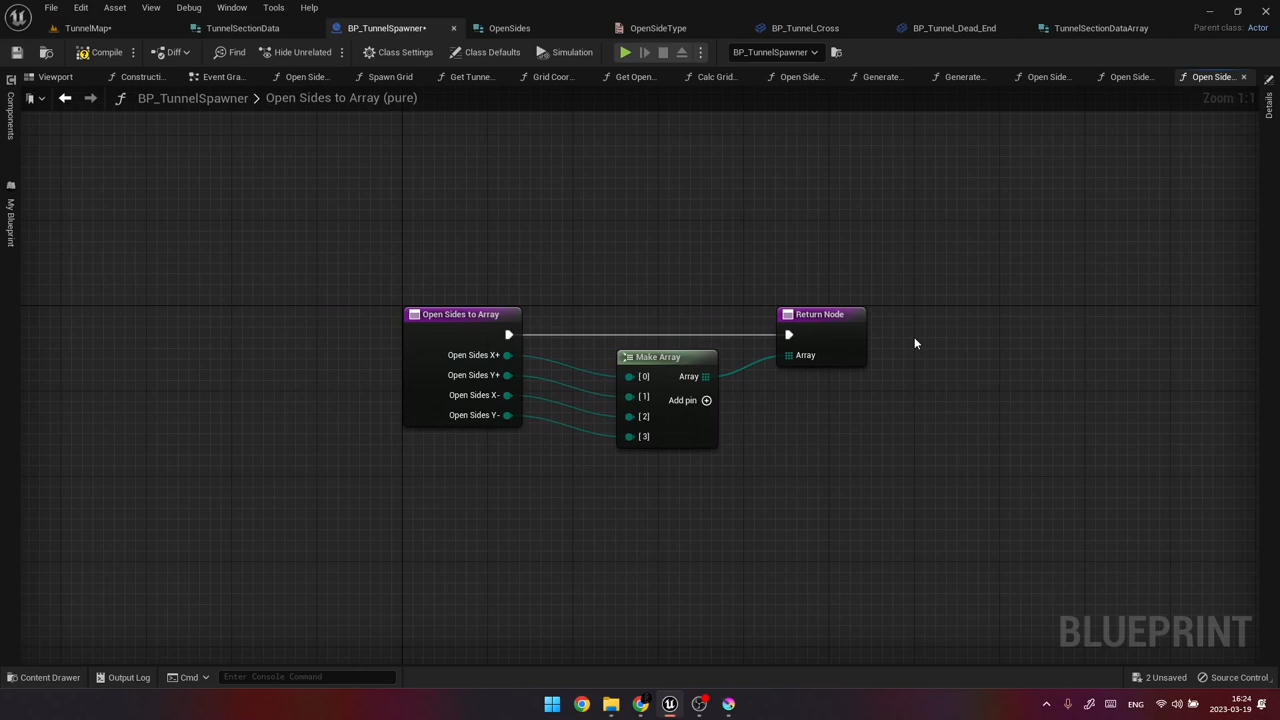 File Edit Asset View Debug Window Tools Help
TunnelMap• TunnelSectionData BP_TunnelSpawner• OpenSides OpenSideType BP_Tunnel_Cross BP_Tunnel_Dead_End TunnelSectionDataArray Parent class: Actor
Compile Diff Find Hide Unrelated Class Settings Class Defaults Simulation BP_TunnelSpawner
Viewport Constructi... Event Gra... Open Side... Spawn Grid Get Tunne... Grid Coor... Get Open... Calc Grid... Open Side... Generate... Generate... Open Side... Open Side... Open Side...
BP_TunnelSpawner > Open Sides to Array (pure) Zoom 1:1
Components
My Blueprint
Details
Open Sides to Array
Open Sides X+
Open Sides Y+
Open Sides X-
Open Sides Y-
Make Array
[ 0] Array
[ 1] Add pin
[ 2]
[ 3]
Return Node
Array
BLUEPRINT
Content Drawer Output Log Cmd Enter Console Command 2 Unsaved Source Control
ENG 16:24
2023-03-19